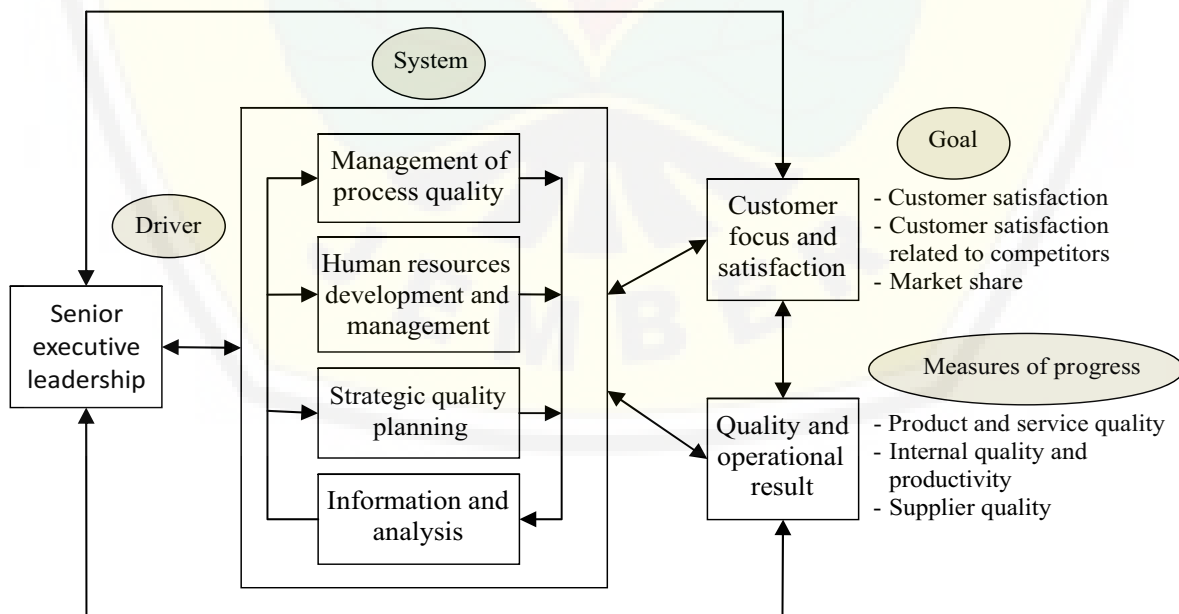 System
Management of
process quality
Driver
Human resources
development and
management
Senior
executive
leadership
Strategic quality
planning
Information and
analysis
Goal
Customer
focus and
satisfaction
- Customer satisfaction
- Customer satisfaction
related to competitors
- Market share
Measures of progress
Quality and
operational
result
- Product and service quality
- Internal quality and
productivity
- Supplier quality